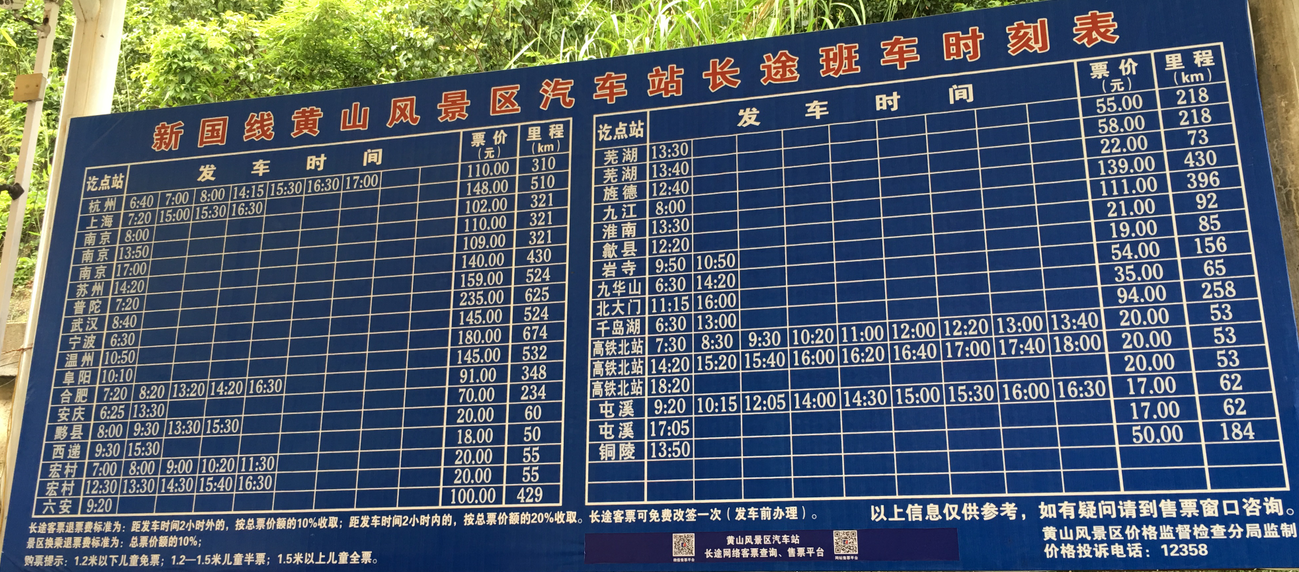 新国线黄山风景区汽车站长途班车时刻表
讫点站 发车时间 票价(元) 里程(km)
杭州 6:40 7:00 8:00 14:15 15:30 16:30 17:00 110.00 310
上海 7:20 15:00 15:30 16:30 148.00 510
南京 8:00 102.00 321
南京 13:50 110.00 321
南京 17:00 109.00 321
苏州 14:20 140.00 430
普陀 7:20 159.00 524
武汉 8:40 235.00 625
宁波 6:30 145.00 524
温州 10:50 180.00 674
阜阳 10:10 145.00 532
合肥 7:20 8:20 13:20 14:20 16:30 91.00 348
安庆 6:25 13:30 70.00 234
黟县 8:00 9:30 13:30 15:30 20.00 60
西递 9:30 15:30 18.00 50
宏村 7:00 8:00 9:00 10:20 11:30 20.00 55
宏村 12:30 13:30 14:30 15:40 16:30 20.00 55
六安 9:20 100.00 429
讫点站 发车时间 票价(元) 里程(km)
芜湖 13:30 55.00 218
芜湖 13:40 58.00 218
旌德 12:40 22.00 73
九江 8:00 139.00 430
淮南 13:30 111.00 396
歙县 12:20 21.00 92
岩寺 9:50 10:50 19.00 85
九华山 6:30 14:20 54.00 156
北大门 11:15 16:00 35.00 65
千岛湖 6:30 13:00 94.00 258
高铁北站 7:30 8:30 9:30 10:20 11:00 12:00 12:20 13:00 13:40 20.00 53
高铁北站 14:20 15:20 15:40 16:00 16:20 16:40 17:00 17:40 18:00 20.00 53
高铁北站 18:20 20.00 53
屯溪 9:20 10:15 12:05 14:00 14:30 15:00 15:30 16:00 16:30 17.00 62
屯溪 17:05 17.00 62
铜陵 13:50 50.00 184
长途客票退票费标准为：距发车时间2小时外的，按总票价额的10%收取；距发车时间2小时内的，按总票价额的20%收取。长途客票可免费改签一次（发车前办理）。
景区换乘退票费标准为：总票价额的10%；
购票提示：1.2米以下儿童免票；1.2—1.5米儿童半票；1.5米以上儿童全票。
黄山风景区汽车站
长途网络客票查询、售票平台
以上信息仅供参考，如有疑问请到售票窗口咨询。
黄山风景区价格监督检查分局监制
价格投诉电话：12358